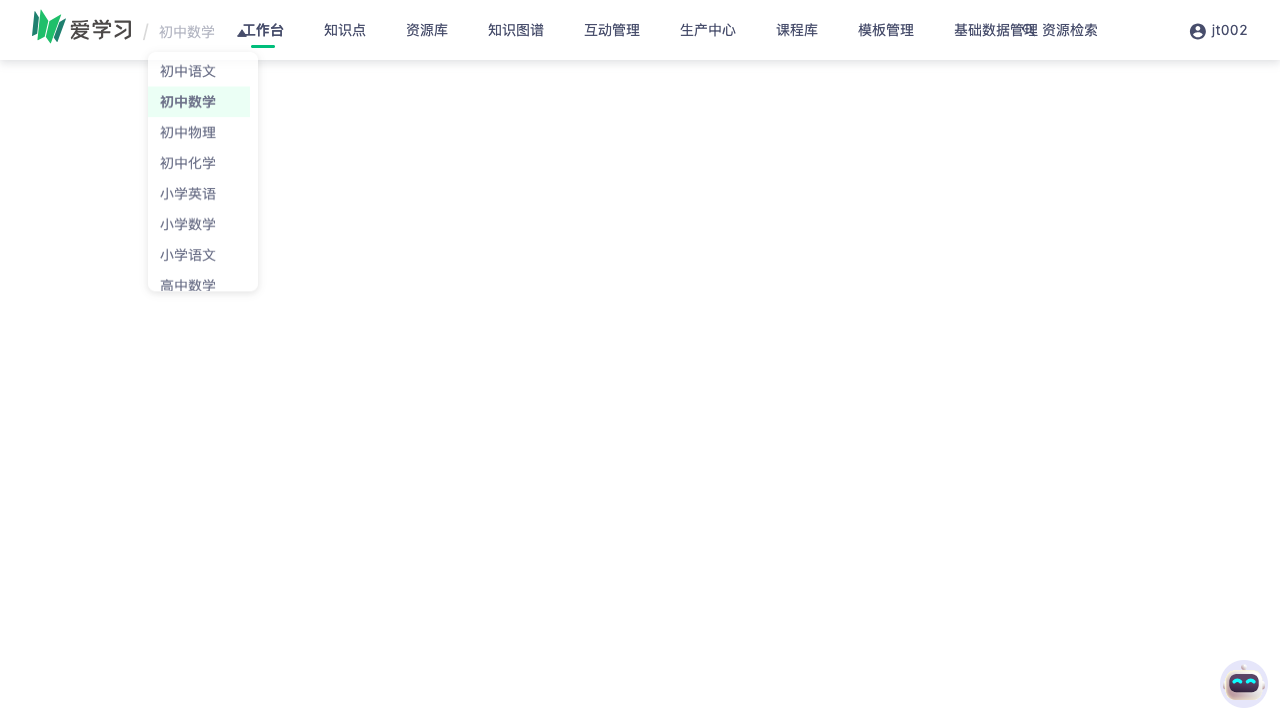 爱学习 / 初中数学 工作台 知识点 资源库 知识图谱 互动管理 生产中心 课程库 模板管理 基础数据管理 资源检索 jt002
初中语文
初中数学
初中物理
初中化学
小学英语
小学数学
小学语文
高中数学